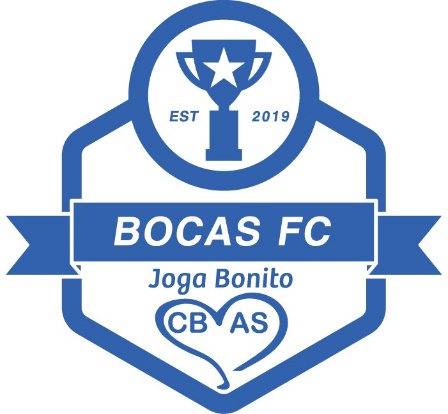 EST 2019
BOCAS FC
Joga Bonito
CB AS